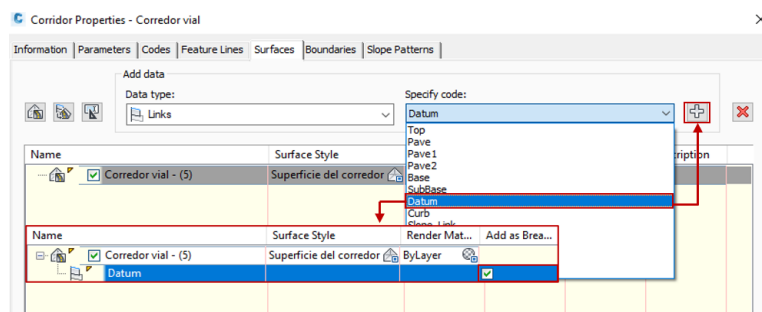 Corridor Properties - Corredor vial
Information Parameters Codes Feature Lines Surfaces Boundaries Slope Patterns
Add data
Data type: Specify code:
Links Datum
Top
Pave
Pave1
Pave2
Base
SubBase
Datum
Curb
Slope_Link
Name Surface Style ription
Corredor vial - (5) Superficie del corredor
Name Surface Style Render Mat... Add as Brea...
Corredor vial - (5) Superficie del corredor ByLayer
Datum